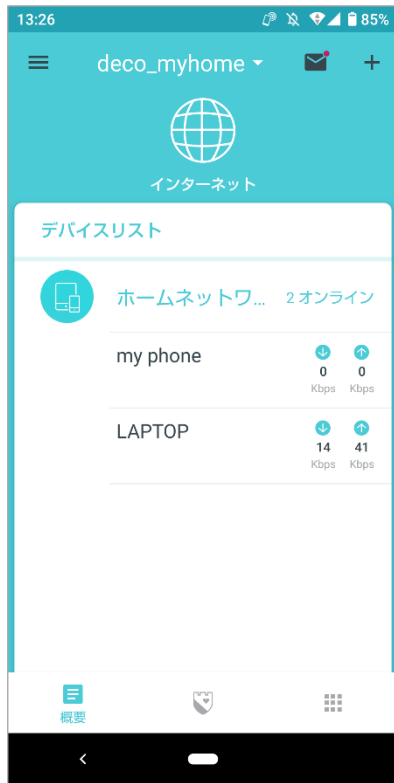 13:26
85%
deco_myhome
インターネット
デバイスリスト
ホームネットワ... 2 オンライン
my phone
0 0
Kbps Kbps
LAPTOP
14 41
Kbps Kbps
概要